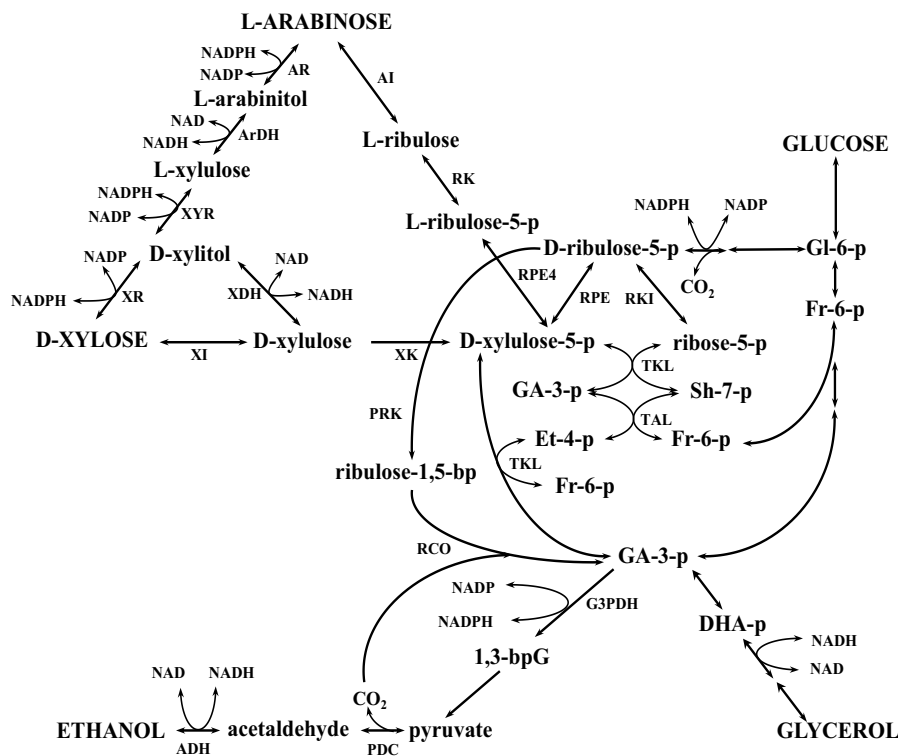 L-ARABINOSE
NADPH
NADP
AR
AI
L-arabinitol
NAD
NADH
ArDH
L-ribulose
GLUCOSE
L-xylulose
RK
NADPH
NADP
XYR
L-ribulose-5-p
NADPH
NADP
D-xylitol
D-ribulose-5-p
Gl-6-p
NADP
NAD
NADPH
XR
XDH
NADH
RPE4
RPE
RKI
CO2
Fr-6-p
D-XYLOSE
XI
D-xylulose
XK
D-xylulose-5-p
ribose-5-p
TKL
GA-3-p
Sh-7-p
PRK
TAL
Et-4-p
Fr-6-p
ribulose-1,5-bp
TKL
Fr-6-p
RCO
GA-3-p
NADP
NADPH
G3PDH
DHA-p
NADH
NAD
1,3-bpG
NAD
NADH
CO2
ETHANOL
ADH
acetaldehyde
PDC
pyruvate
GLYCEROL